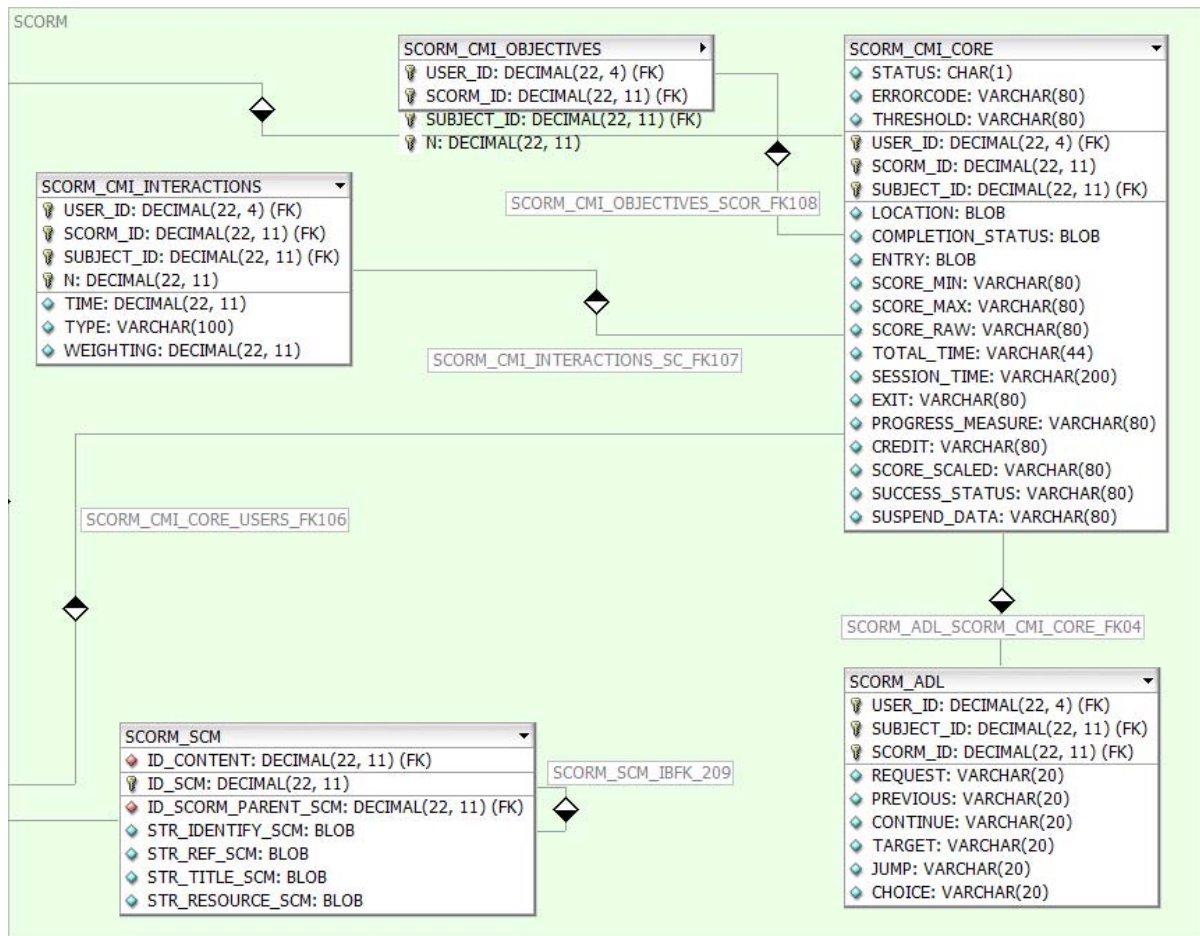 SCORM
SCORM_CMI_OBJECTIVES
USER_ID: DECIMAL(22, 4) (FK)
SCORM_ID: DECIMAL(22, 11) (FK)
SUBJECT_ID: DECIMAL(22, 11) (FK)
N: DECIMAL(22, 11)
SCORM_CMI_CORE
STATUS: CHAR(1)
ERRORCODE: VARCHAR(80)
THRESHOLD: VARCHAR(80)
USER_ID: DECIMAL(22, 4) (FK)
SCORM_ID: DECIMAL(22, 11)
SUBJECT_ID: DECIMAL(22, 11) (FK)
LOCATION: BLOB
COMPLETION_STATUS: BLOB
ENTRY: BLOB
SCORE_MIN: VARCHAR(80)
SCORE_MAX: VARCHAR(80)
SCORE_RAW: VARCHAR(80)
TOTAL_TIME: VARCHAR(44)
SESSION_TIME: VARCHAR(200)
EXIT: VARCHAR(80)
PROGRESS_MEASURE: VARCHAR(80)
CREDIT: VARCHAR(80)
SCORE_SCALED: VARCHAR(80)
SUCCESS_STATUS: VARCHAR(80)
SUSPEND_DATA: VARCHAR(80)
SCORM_CMI_INTERACTIONS
USER_ID: DECIMAL(22, 4) (FK)
SCORM_ID: DECIMAL(22, 11) (FK)
SUBJECT_ID: DECIMAL(22, 11) (FK)
N: DECIMAL(22, 11)
TIME: DECIMAL(22, 11)
TYPE: VARCHAR(100)
WEIGHTING: DECIMAL(22, 11)
SCORM_CMI_OBJECTIVES_SCOR_FK108
SCORM_CMI_INTERACTIONS_SC_FK107
SCORM_CMI_CORE_USERS_FK106
SCORM_ADL_SCORM_CMI_CORE_FK04
SCORM_ADL
USER_ID: DECIMAL(22, 4) (FK)
SUBJECT_ID: DECIMAL(22, 11) (FK)
SCORM_ID: DECIMAL(22, 11) (FK)
REQUEST: VARCHAR(20)
PREVIOUS: VARCHAR(20)
CONTINUE: VARCHAR(20)
TARGET: VARCHAR(20)
JUMP: VARCHAR(20)
CHOICE: VARCHAR(20)
SCORM_SCM
ID_CONTENT: DECIMAL(22, 11) (FK)
ID_SCM: DECIMAL(22, 11)
ID_SCORM_PARENT_SCM: DECIMAL(22, 11) (FK)
STR_IDENTIFY_SCM: BLOB
STR_REF_SCM: BLOB
STR_TITLE_SCM: BLOB
STR_RESOURCE_SCM: BLOB
SCORM_SCM_IBFK_209